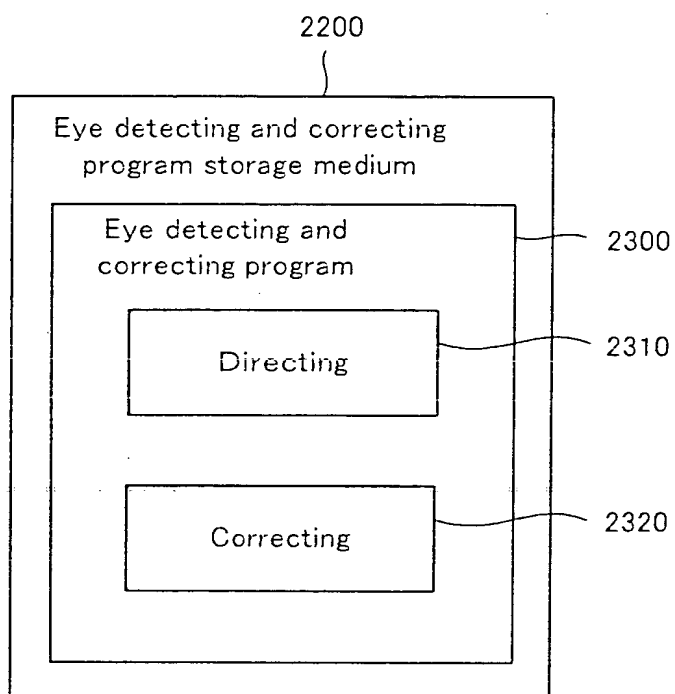 2200
Eye detecting and correcting
program storage medium
Eye detecting and
correcting program
2300
Directing
2310
Correcting
2320